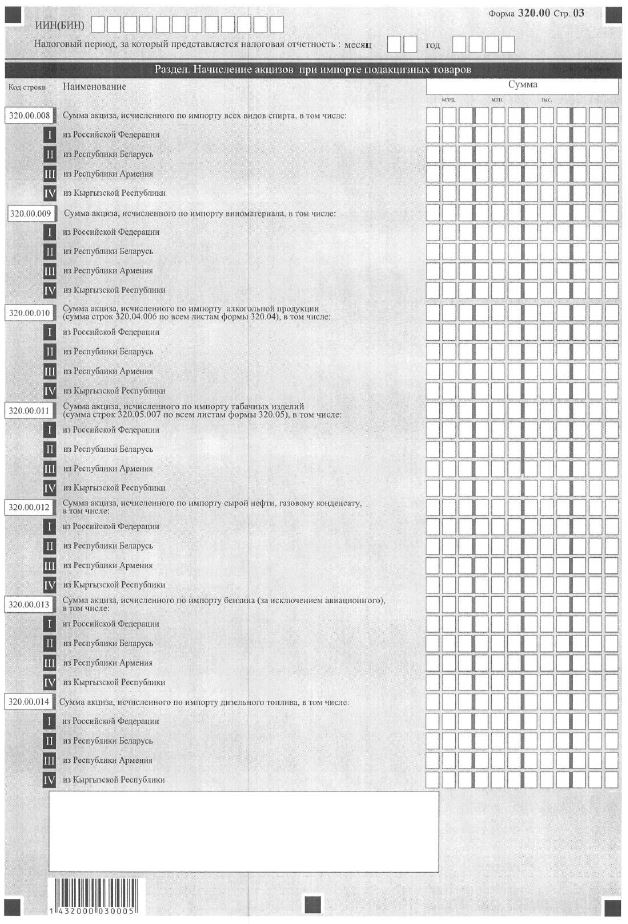 Форма 320.00 Стр. 03
ИИН(БИН)
Налоговый период, за который представляется налоговая отчетность : месяц год
Раздел. Начисление акцизов при импорте подакцизных товаров
Код строки Наименование Сумма
млрд. млн. тыс.
320.00.008 Сумма акциза, исчисленного по импорту всех видов спирта, в том числе:
I из Российской Федерации
II из Республики Беларусь
III из Республики Армения
IV из Кыргызской Республики
320.00.009 Сумма акциза, исчисленного по импорту виноматериала, в том числе:
I из Российской Федерации
II из Республики Беларусь
III из Республики Армения
IV из Кыргызской Республики
320.00.010 Сумма акциза, исчисленного по импорту алкогольной продукции
(сумма строк 320.04.006 по всем листам формы 320.04), в том числе:
I из Российской Федерации
II из Республики Беларусь
III из Республики Армения
IV из Кыргызской Республики
320.00.011 Сумма акциза, исчисленного по импорту табачных изделий
(сумма строк 320.05.007 по всем листам формы 320.05), в том числе:
I из Российской Федерации
II из Республики Беларусь
III из Республики Армения
IV из Кыргызской Республики
320.00.012 Сумма акциза, исчисленного по импорту сырой нефти, газовому конденсату,
в том числе:
I из Российской Федерации
II из Республики Беларусь
III из Республики Армения
IV из Кыргызской Республики
320.00.013 Сумма акциза, исчисленного по импорту бензина (за исключением авиационного),
в том числе:
I из Российской Федерации
II из Республики Беларусь
III из Республики Армения
IV из Кыргызской Республики
320.00.014 Сумма акциза, исчисленного по импорту дизельного топлива, в том числе:
I из Российской Федерации
II из Республики Беларусь
III из Республики Армения
IV из Кыргызской Республики
1 432000 030005